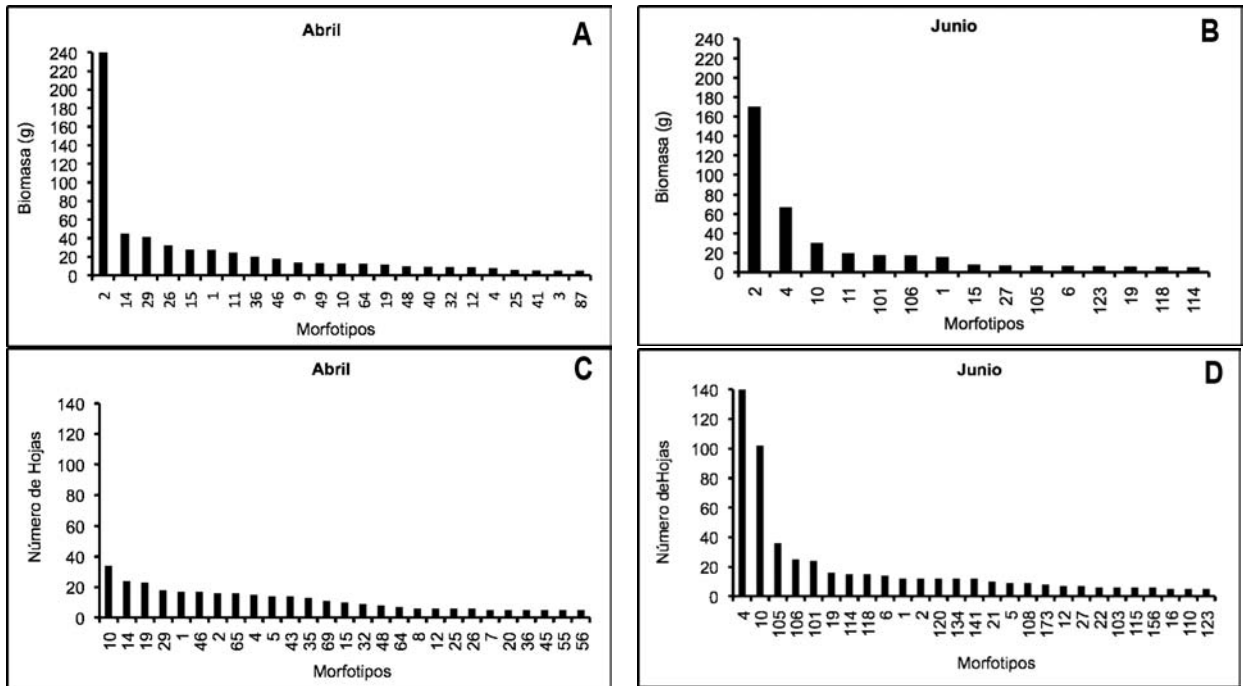 Abril
A
Biomasa (g)
240
220
200
180
160
140
120
100
80
60
40
20
0
2 14 29 26 15 1 11 36 46 9 49 10 64 19 48 40 32 12 4 25 41 3 87
Morfotipos
Junio
B
Biomasa (g)
240
220
200
180
160
140
120
100
80
60
40
20
0
2 4 10 11 101 106 1 15 27 105 6 123 19 118 114
Morfotipos
Abril
C
Número de Hojas
140
120
100
80
60
40
20
0
10 14 19 29 1 46 2 65 4 5 43 35 69 15 32 48 64 8 12 25 26 7 20 36 45 55 56
Morfotipos
Junio
D
Número deHojas
140
120
100
80
60
40
20
0
4 10 105 106 101 19 114 118 6 1 2 120 134 141 21 5 108 173 12 27 22 103 115 156 16 110 123
Morfotipos